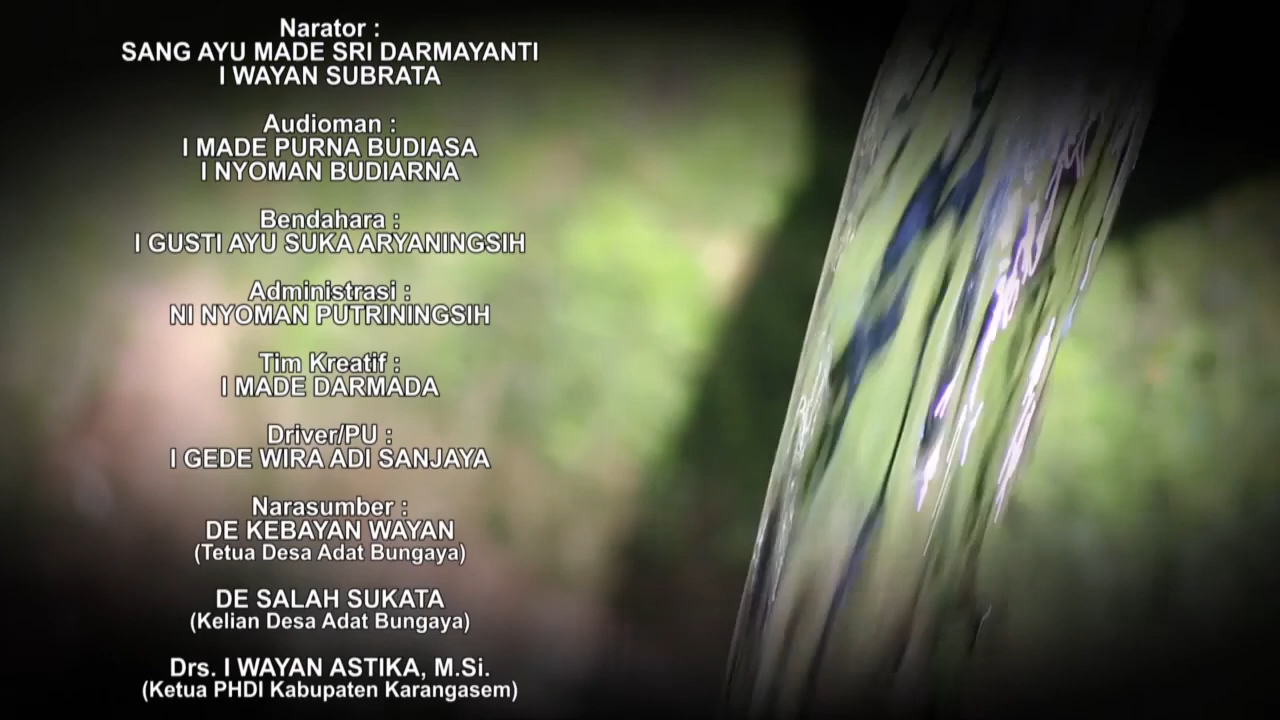 Narator :
SANG AYU MADE SRI DARMAYANTI
I WAYAN SUBRATA
Audioman :
I MADE PURNA BUDIASA
I NYOMAN BUDIARNA
Bendahara :
I GUSTI AYU SUKA ARYANINGSIH
Administrasi :
NI NYOMAN PUTRININGSIH
Tim Kreatif :
I MADE DARMADA
Driver/PU :
I GEDE WIRA ADI SANJAYA
Narasumber :
DE KEBAYAN WAYAN
(Tetua Desa Adat Bungaya)
DE SALAH SUKATA
(Kelian Desa Adat Bungaya)
Drs. I WAYAN ASTIKA, M.Si.
(Ketua PHDI Kabupaten Karangasem)